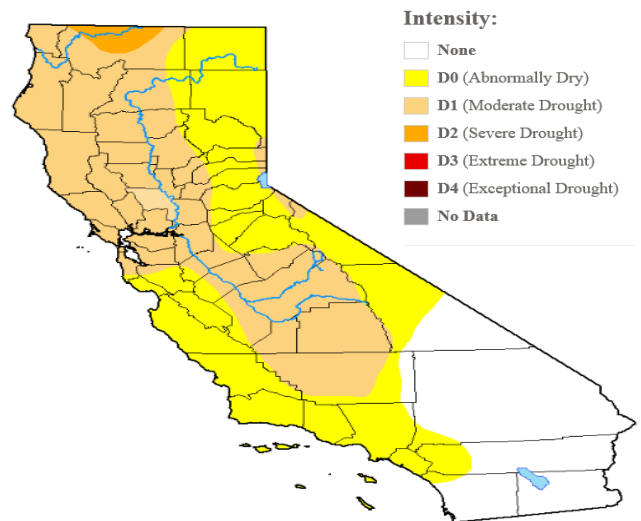 Intensity:
None
D0 (Abnormally Dry)
D1 (Moderate Drought)
D2 (Severe Drought)
D3 (Extreme Drought)
D4 (Exceptional Drought)
No Data